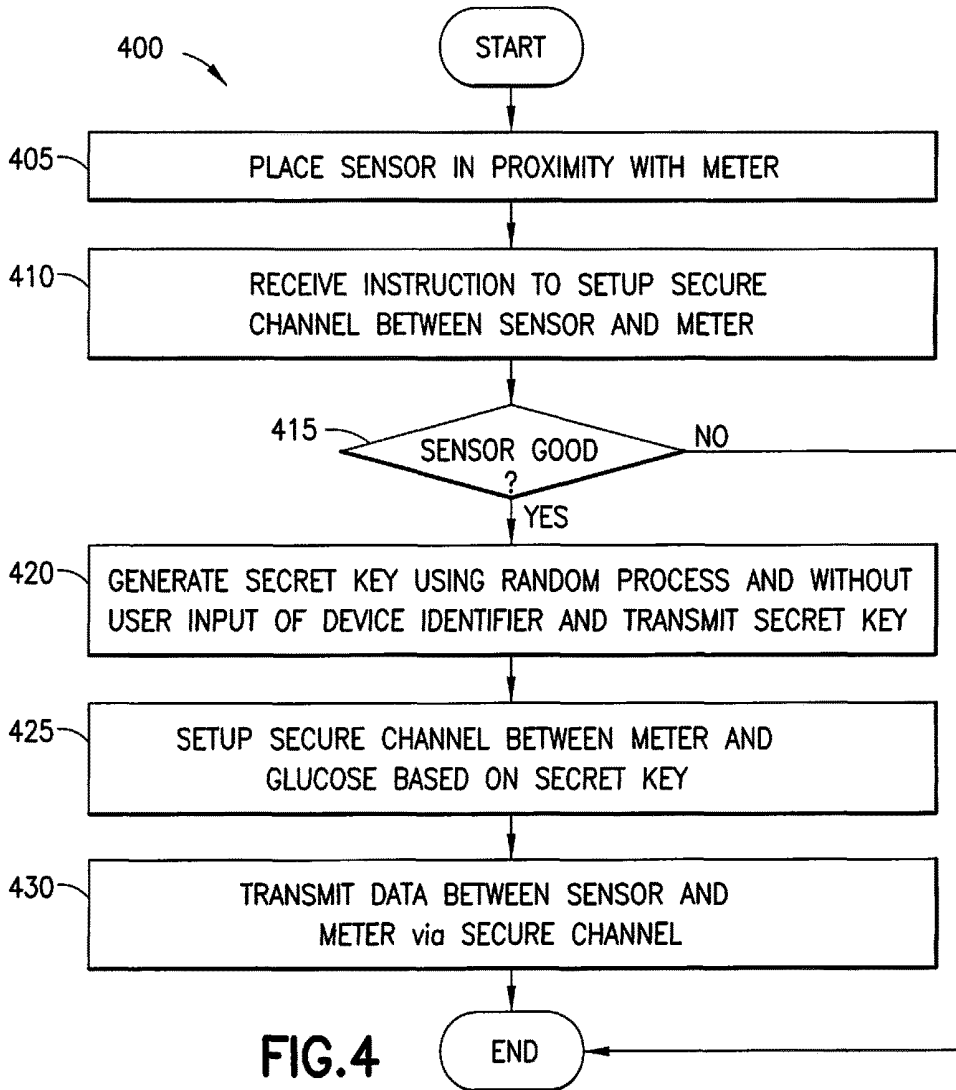 400
START
405
PLACE SENSOR IN PROXIMITY WITH METER
410
RECEIVE INSTRUCTION TO SETUP SECURE
CHANNEL BETWEEN SENSOR AND METER
415
SENSOR GOOD
?
NO
YES
420
GENERATE SECRET KEY USING RANDOM PROCESS AND WITHOUT
USER INPUT OF DEVICE IDENTIFIER AND TRANSMIT SECRET KEY
425
SETUP SECURE CHANNEL BETWEEN METER AND
GLUCOSE BASED ON SECRET KEY
430
TRANSMIT DATA BETWEEN SENSOR AND
METER via SECURE CHANNEL
FIG.4
END